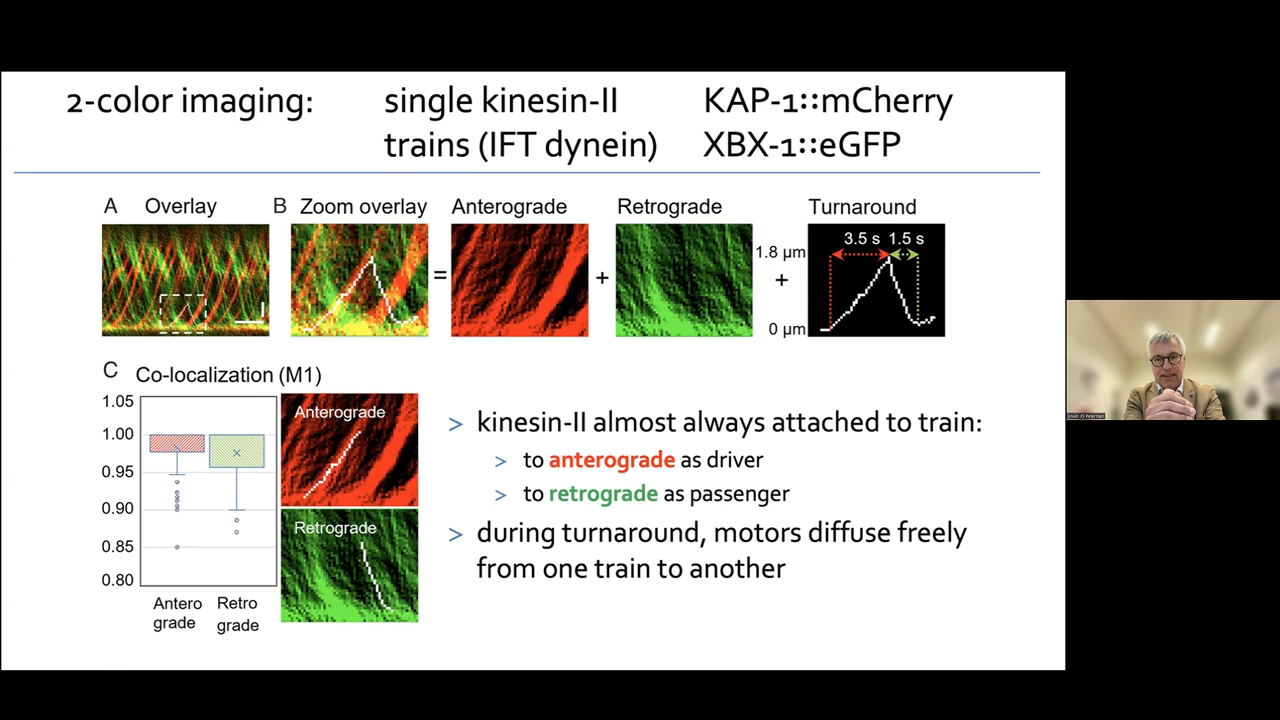 2-color imaging: single kinesin-II KAP-1::mCherry
trains (IFT dynein) XBX-1::eGFP
A Overlay B Zoom overlay Anterograde Retrograde Turnaround
3.5 s 1.5 s
1.8 µm
= + +
0 µm
C Co-localization (M1)
1.05
1.00
0.95
0.90
0.85
0.80
Antero
grade
Retro
grade
Anterograde
Retrograde
> kinesin-II almost always attached to train:
> to anterograde as driver
> to retrograde as passenger
> during turnaround, motors diffuse freely
from one train to another
Erwin JG Peterman